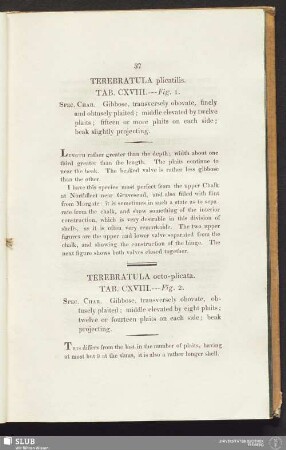 37
TEREBRATULA plicatilis.
TAB. CXVIII.—Fig. 1.
Spec. Char. Gibbose, transversely obovate, finely
and obtusely plaited; middle elevated by twelve
plaits; fifteen or more plaits on each side;
beak slightly projecting.
Length rather greater than the depth; width about one
third greater than the length. The plaits continue to
near the beak. The beaked valve is rather less gibbose
than the other.
I have this species most perfect from the upper Chalk
at Northfleet near Gravesend, and also filled with flint
from Margate. It is sometimes in such a state as to sepa-
rate from the chalk, and show something of the interior
construction, which is very desirable in this division of
shells, as it is often very remarkable. The two upper
figures are the upper and lower valve separated from the
chalk, and showing the construction of the hinge. The
next figure shows both valves closed together.
TEREBRATULA octo-plicata.
TAB. CXVIII.—Fig. 2.
Spec. Char. Gibbose, transversely obovate, ob-
tusely plaited; middle elevated by eight plaits;
twelve or fourteen plaits on each side; beak
projecting.
This differs from the last in the number of plaits, having
at most but 8 at the sinus, it is also a rather longer shell.
SLUB
Wir führen Wissen.